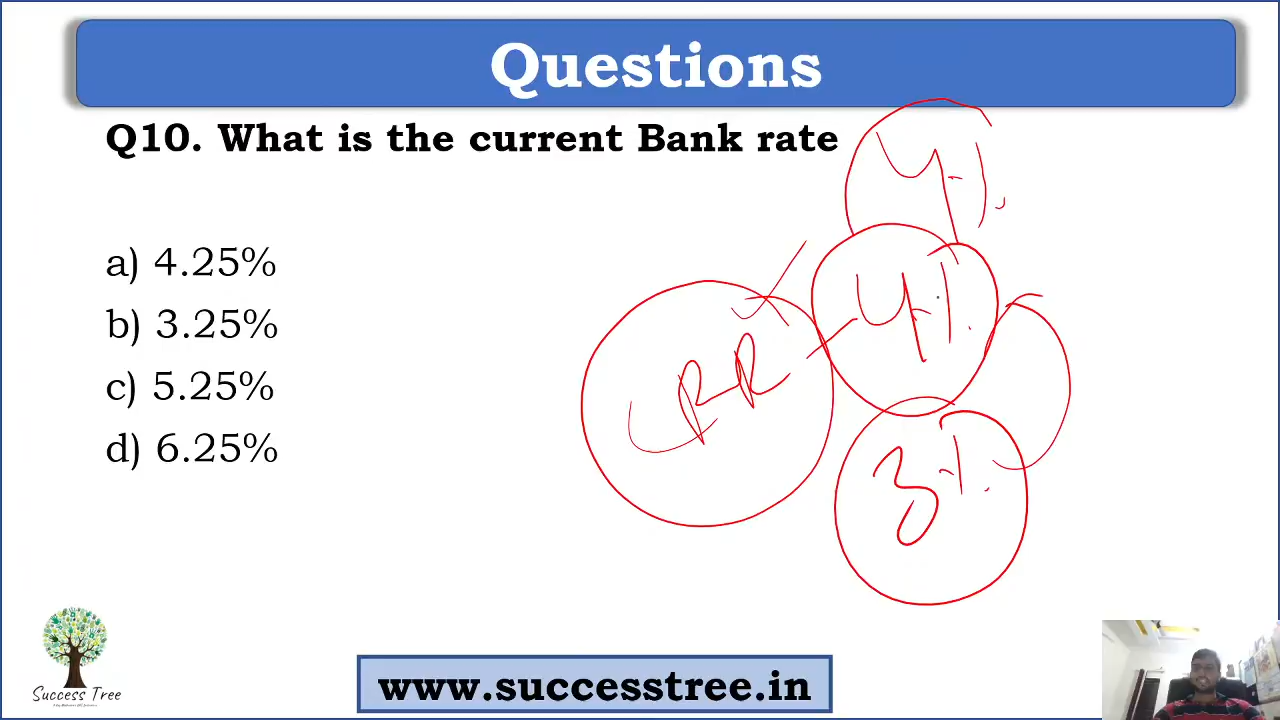 Questions
Q10. What is the current Bank rate
a) 4.25%
b) 3.25%
c) 5.25%
d) 6.25%
4%
4%
CRR
3%
Success Tree
www.successtree.in